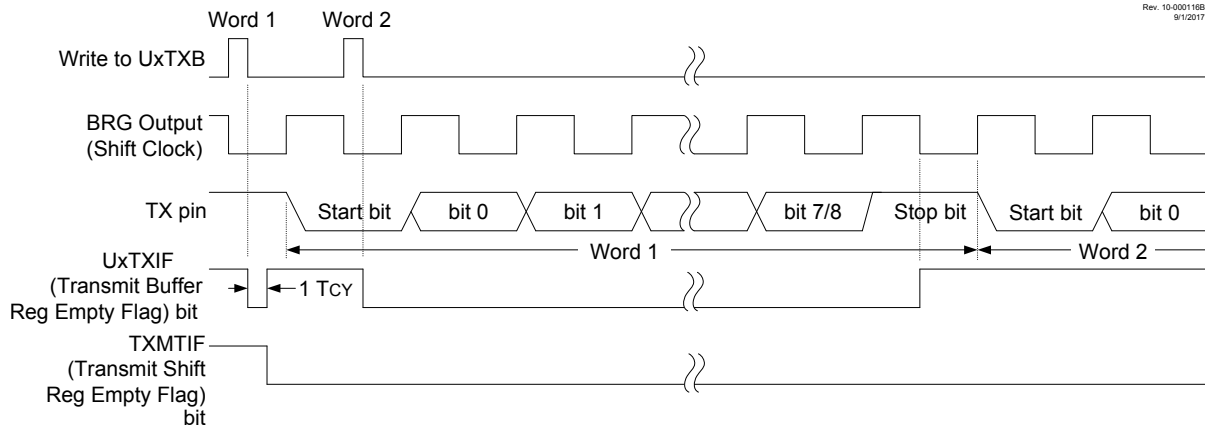 Rev. 10-000116B
9/1/2017
Word 1 Word 2
Write to UxTXB
BRG Output
(Shift Clock)
TX pin Start bit bit 0 bit 1 bit 7/8 Stop bit Start bit bit 0
Word 1 Word 2
UxTXIF
(Transmit Buffer
Reg Empty Flag) bit
1 TCY
TXMTIF
(Transmit Shift
Reg Empty Flag)
bit